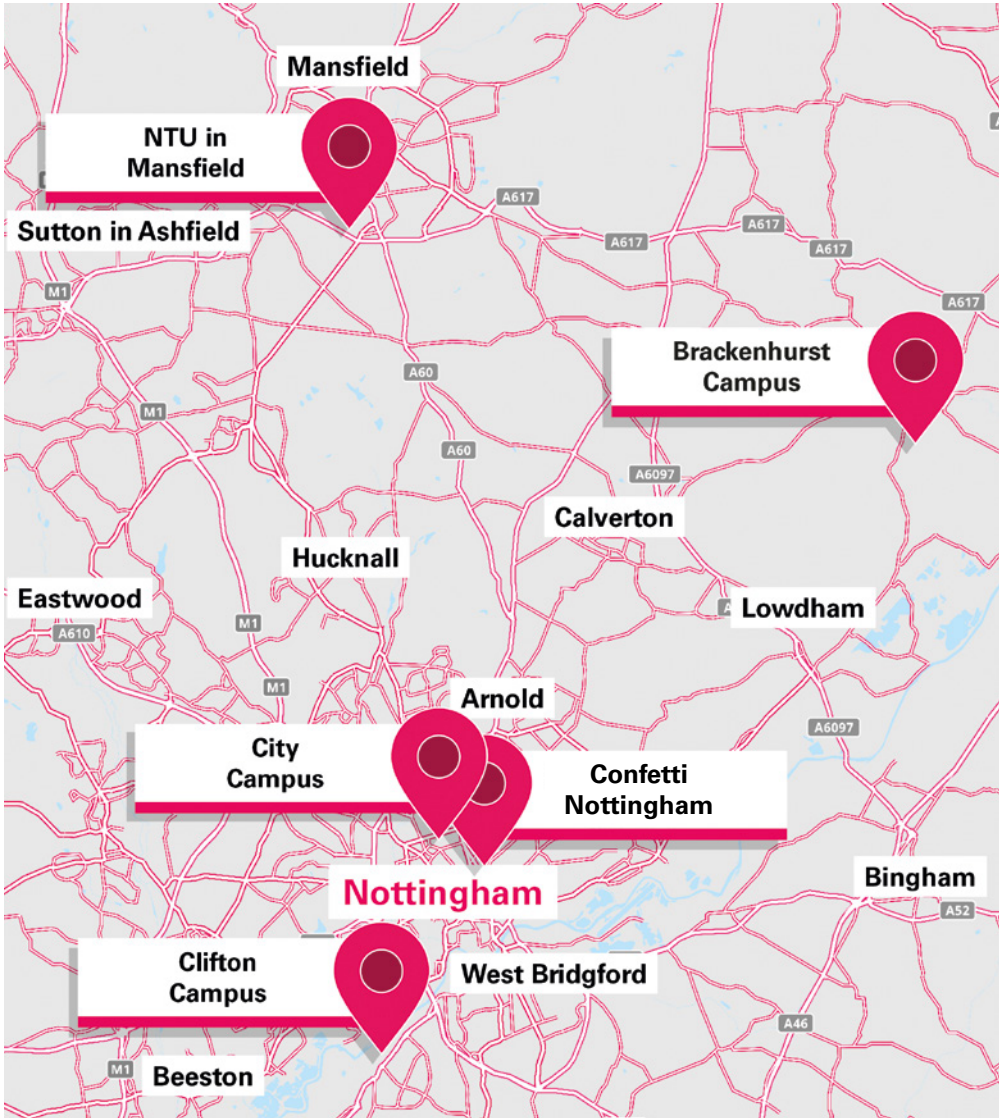 Mansfield
NTU in
Mansfield
A617
Sutton in Ashfield
A617
A617
A617
M1
A617
Brackenhurst
Campus
A60
M1
A60
A6097
Calverton
Hucknall
Eastwood
Lowdham
M1
A610
M1
Arnold
A6097
City
Campus
Confetti
Nottingham
Nottingham
Bingham
A52
Clifton
Campus
West Bridgford
A46
M1
Beeston